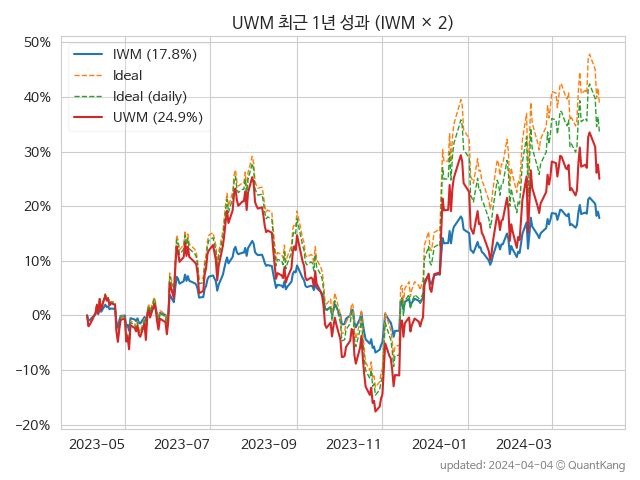 UWM 최근 1년 성과 (IWM × 2)
50%
40%
30%
20%
10%
0%
−10%
−20%
IWM (17.8%)
Ideal
Ideal (daily)
UWM (24.9%)
2023−05
2023−07
2023−09
2023−11
2024−01
2024−03
updated: 2024−04−04 © QuantKang